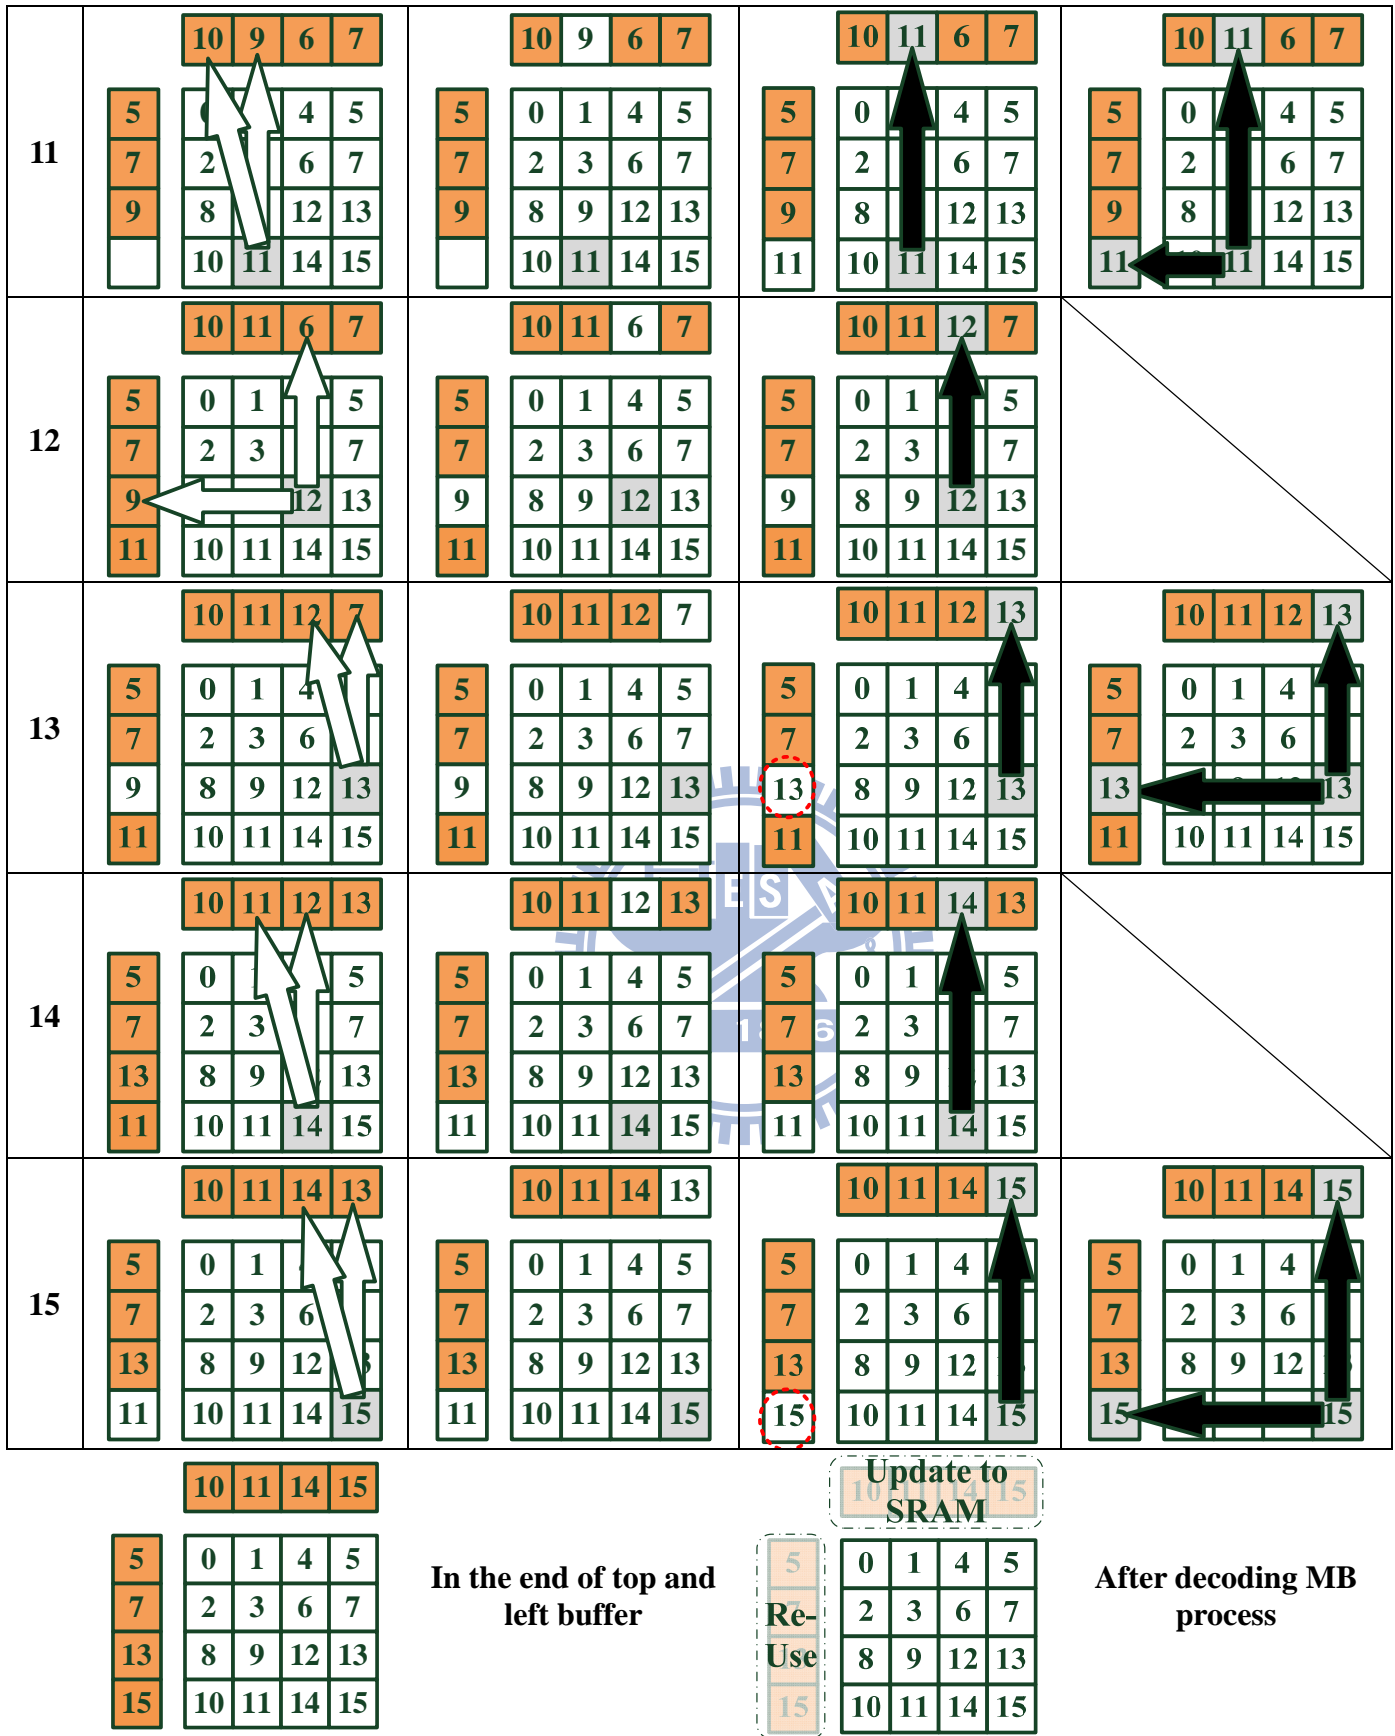 10 9 6 7 10 9 6 7 10 11 6 7 10 11 6 7
5 4 5 5 0 1 4 5 5 0 4 5 5 0 4 5
11 7 2 6 7 7 2 3 6 7 7 2 6 7 7 2 6 7
9 8 12 13 9 8 9 12 13 9 8 12 13 9 8 12 13
10 11 14 15 10 11 14 15 11 10 11 14 15 11 11 14 15
10 11 6 7 10 11 6 7 10 11 12 7
5 0 1 5 5 0 1 4 5 5 0 1 5
12 7 2 3 7 7 2 3 6 7 7 2 3 7
9 12 13 9 8 9 12 13 9 8 9 12 13
11 10 11 14 15 11 10 11 14 15 11 10 11 14 15
10 11 12 7 10 11 12 7 10 11 12 13 10 11 12 13
5 0 1 4 5 0 1 4 5 5 0 1 4 5 0 1 4
13 7 2 3 6 7 2 3 6 7 7 2 3 6 7 2 3 6
9 8 9 12 13 9 8 9 12 13 13 8 9 12 13 13 13
11 10 11 14 15 11 10 11 14 15 11 10 11 14 15 11 10 11 14 15
ES
10 11 12 13 10 11 12 13 10 11 14 13
5 0 5 5 0 1 4 5 5 0 1 5
14 7 2 3 7 7 2 3 6 7 7 2 3 7
13 8 9 13 13 8 9 12 13 13 8 9 13
11 10 11 14 15 11 10 11 14 15 11 10 11 14 15
10 11 14 13 10 11 14 13 10 11 14 15 10 11 14 15
5 0 1 5 0 1 4 5 5 0 1 4 5 0 1 4
15 7 2 3 6 7 2 3 6 7 7 2 3 6 7 2 3 6
13 8 9 12 13 8 9 12 13 13 8 9 12 13 8 9 12
11 10 11 14 15 11 10 11 14 15 15 10 11 14 15 15 15
10 11 14 15
5 0 1 4 5
7 2 3 6 7
13 8 9 12 13
15 10 11 14 15
In the end of top and
left buffer
Update to
SRAM
10 14 15
Re-
Use
5 0 1 4 5
2 3 6 7
8 9 12 13
15 10 11 14 15
After decoding MB
process